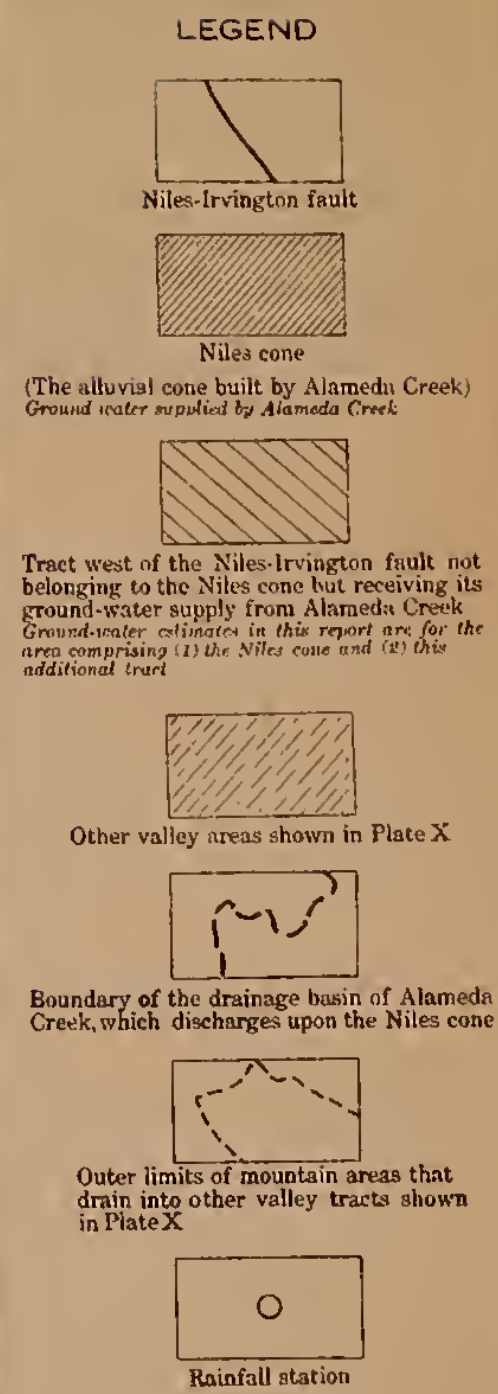 LEGEND
Niles-Irvington fault
Niles cone
(The alluvial cone built by Alameda Creek)
Ground water supplied by Alameda Creek
Tract west of the Niles-Irvington fault not
belonging to the Niles cone but receiving its
ground-water supply from Alameda Creek
Ground-water estimates in this report are for the
area comprising (1) the Niles cone and (2) this
additional tract
Other valley areas shown in Plate X
Boundary of the drainage basin of Alameda
Creek, which discharges upon the Niles cone
Outer limits of mountain areas that
drain into other valley tracts shown
in Plate X
Rainfall station